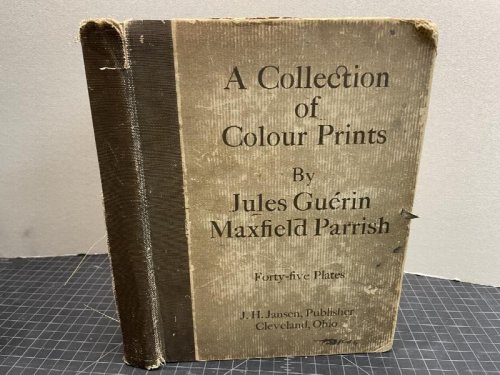 A Collection
of
Colour Prints
By
Jules Guérin
Maxfield Parrish
Forty-five Plates
J. H. Jansen, Publisher
Cleveland, Ohio